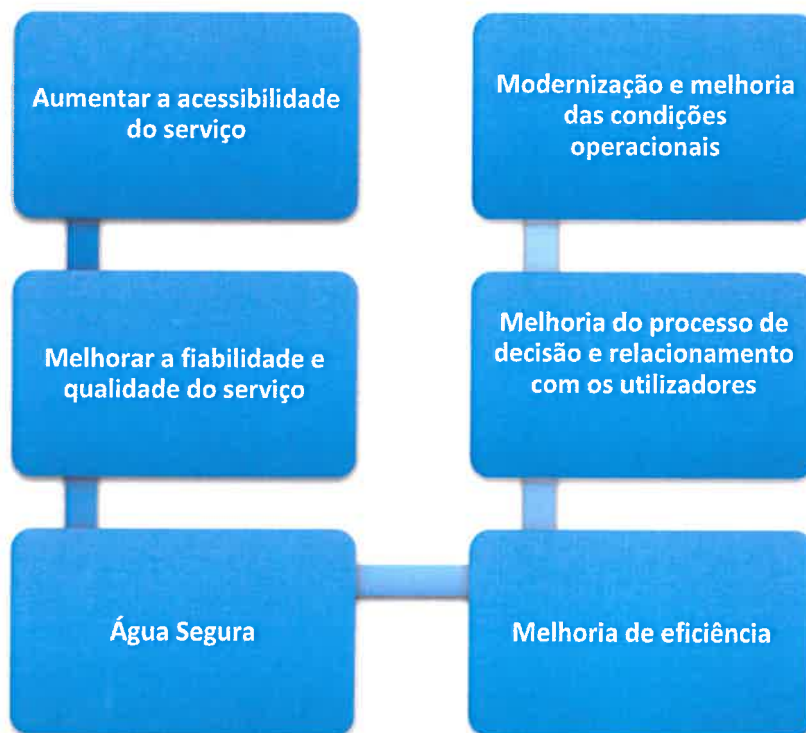 Aumentar a acessibilidade
do serviço
Melhorar a fiabilidade e
qualidade do serviço
Água Segura
Melhoria de eficiência
Melhoria do processo de
decisão e relacionamento
com os utilizadores
Modernização e melhoria
das condições
operacionais